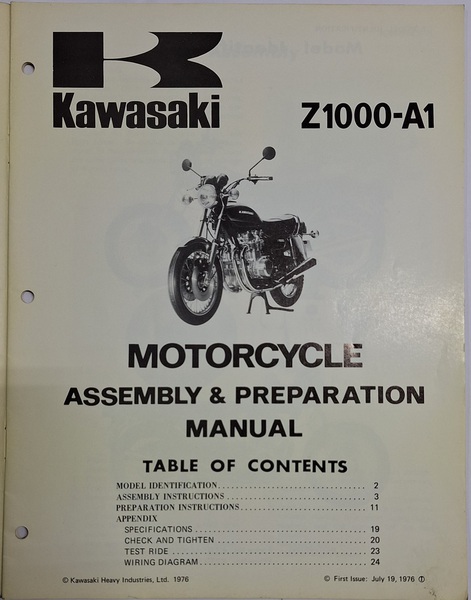 Kawasaki
Z1000-A1
MOTORCYCLE
ASSEMBLY & PREPARATION
MANUAL
TABLE OF CONTENTS
MODEL IDENTIFICATION 2
ASSEMBLY INSTRUCTIONS 3
PREPARATION INSTRUCTIONS 11
APPENDIX
SPECIFICATIONS 19
CHECK AND TIGHTEN 20
TEST RIDE 23
WIRING DIAGRAM 24
© Kawasaki Heavy Industries, Ltd. 1976
© First Issue: July 19, 1976 ①